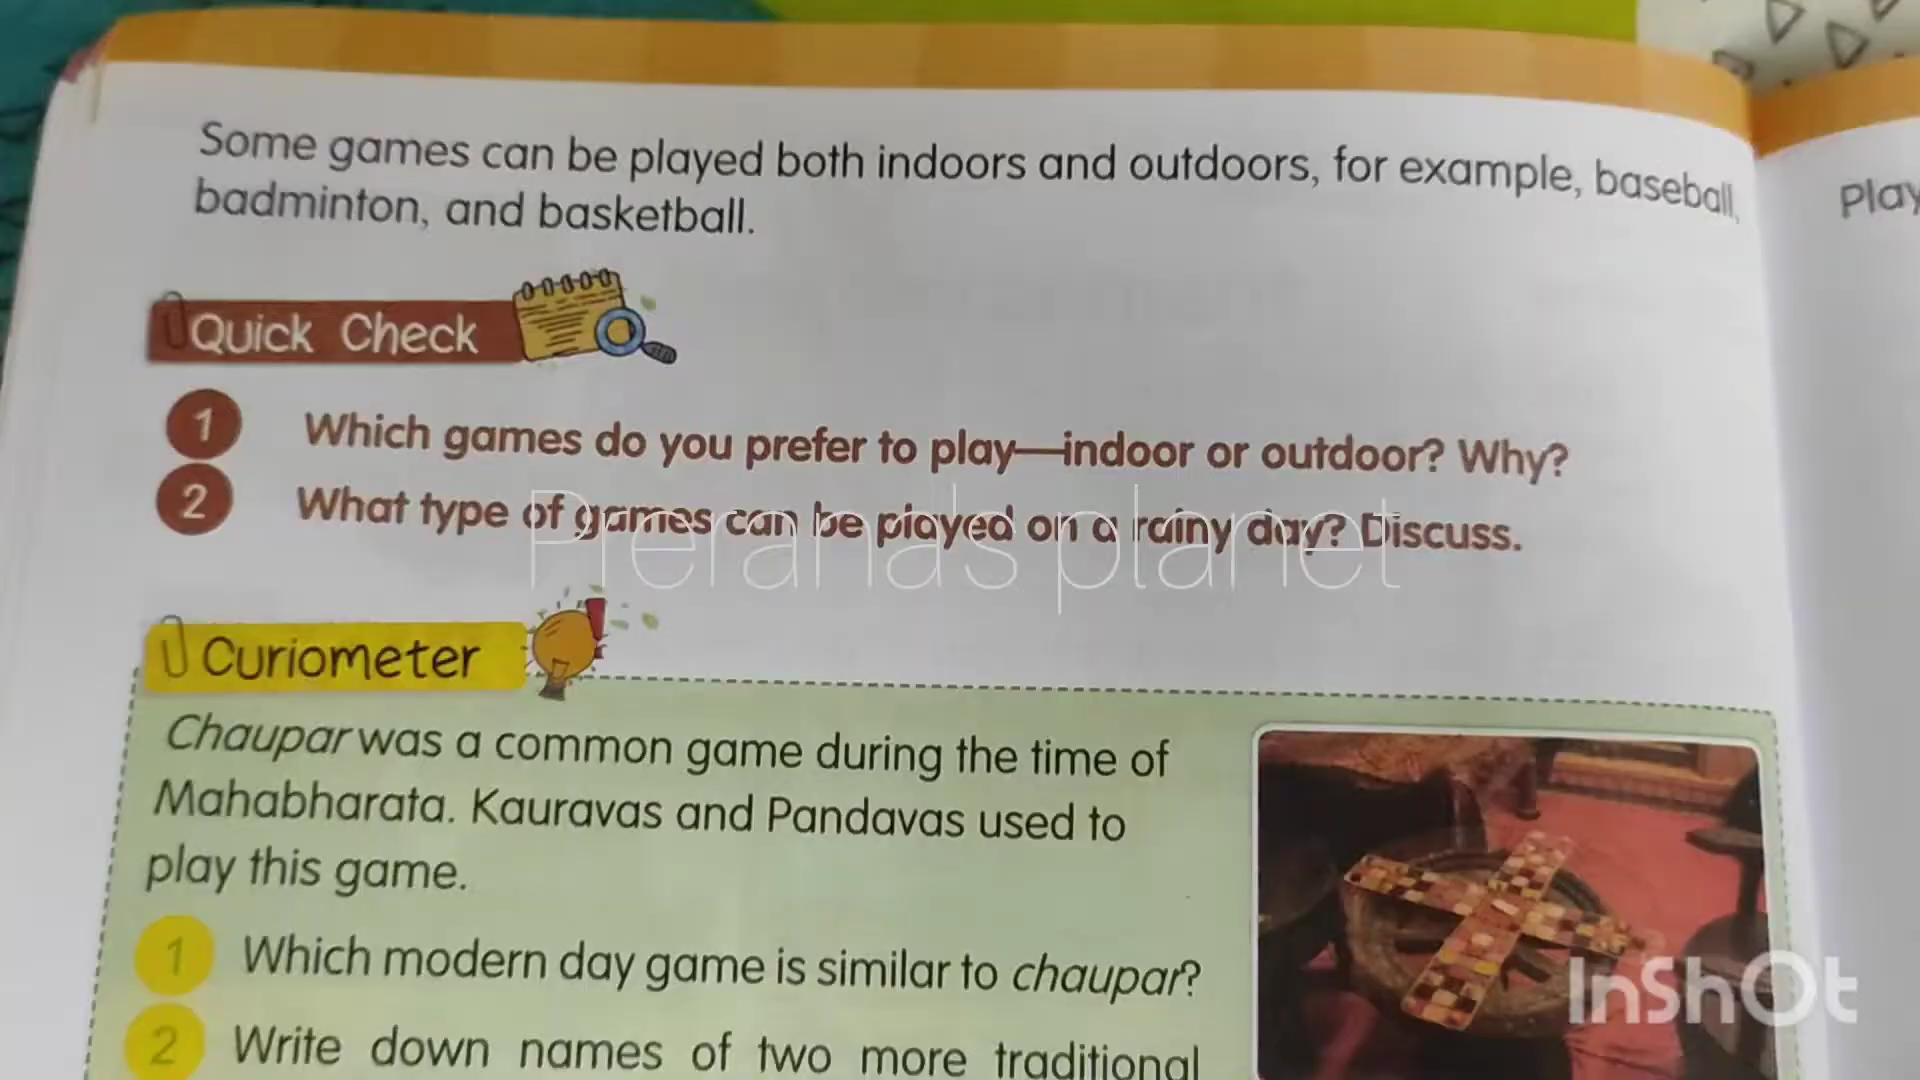 Some games can be played both indoors and outdoors, for example, baseball,
badminton, and basketball.
Play
Quick Check
1 Which games do you prefer to play—indoor or outdoor? Why?
2 What type of games can be played on a rainy day? Discuss.
Prerana's planet
Curiometer
Chaupar was a common game during the time of
Mahabharata. Kauravas and Pandavas used to
play this game.
1 Which modern day game is similar to chaupar?
2 Write down names of two more traditional
InShOt